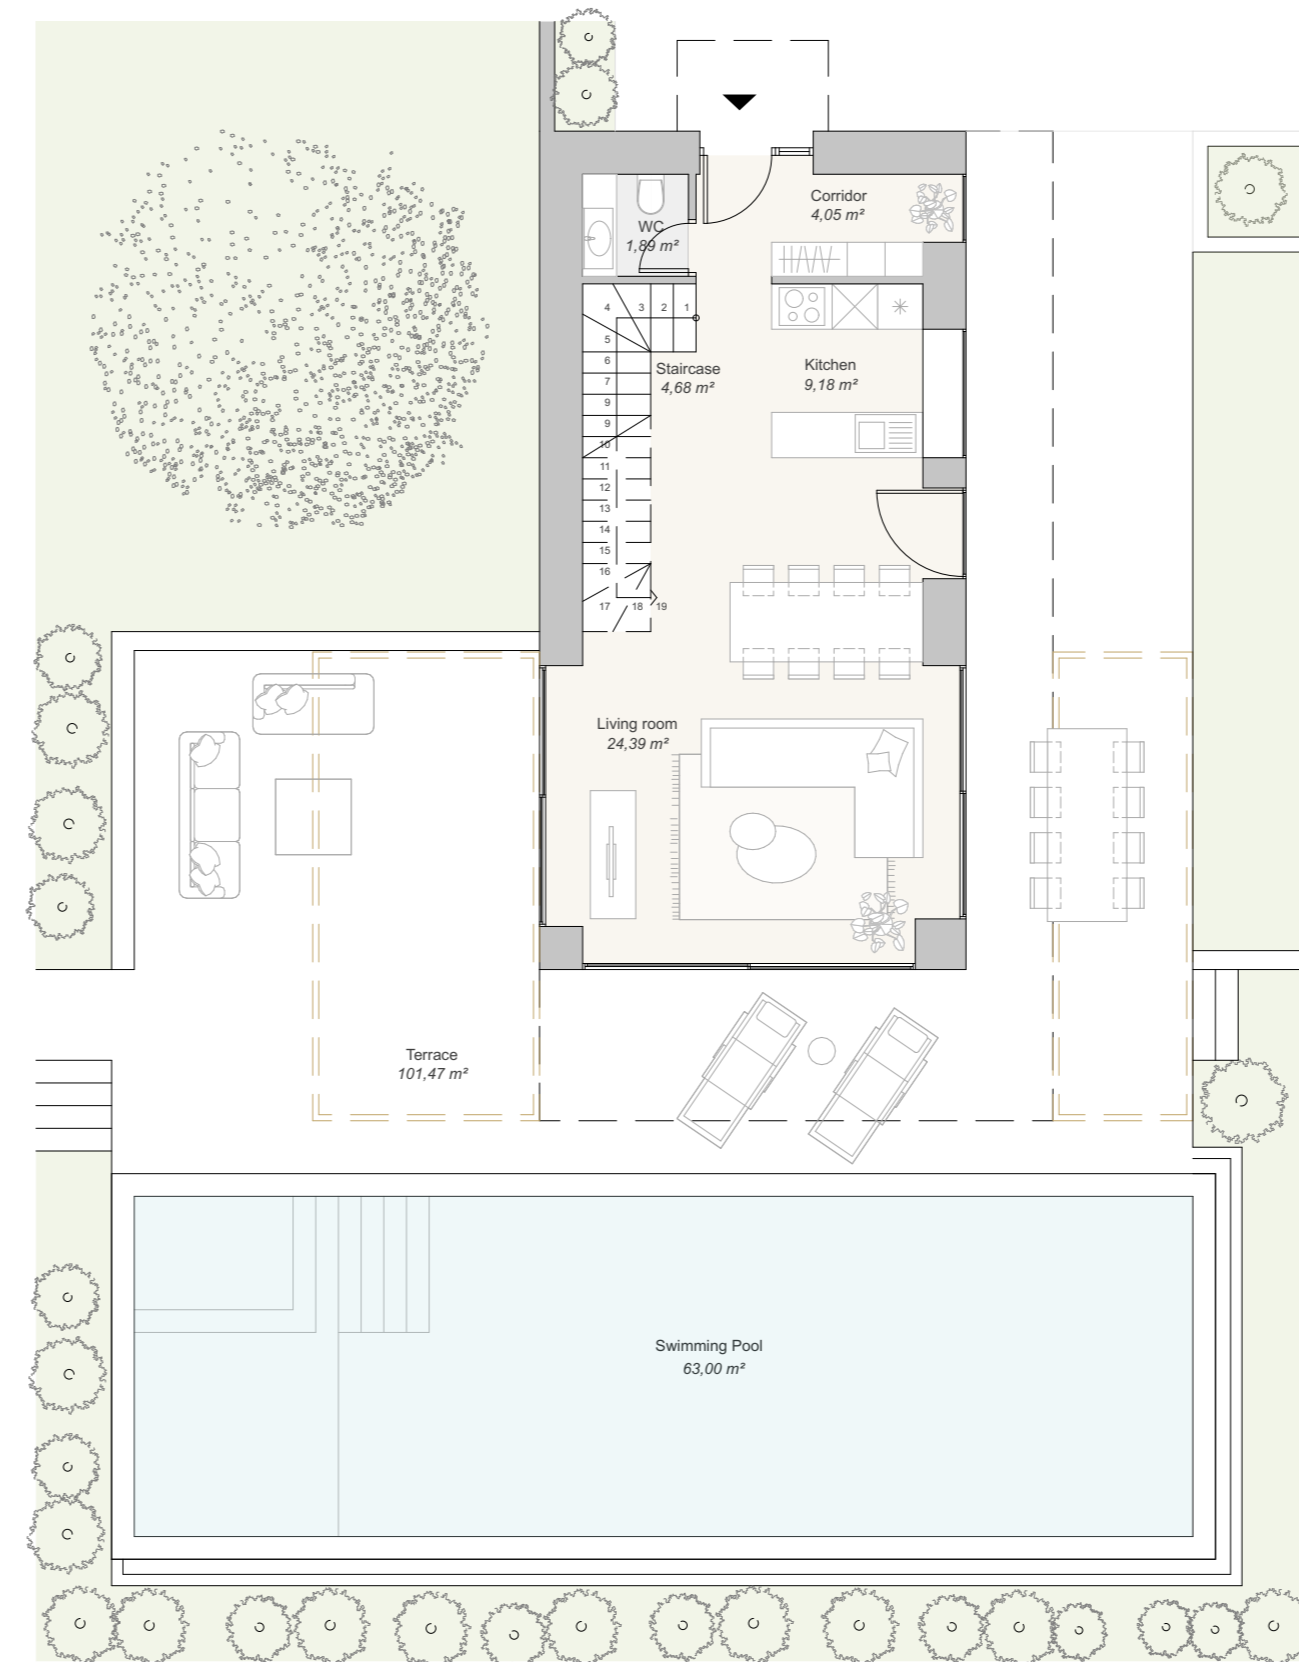 Corridor
4,05 m²
WC
1,89 m²
4 3 2 1
5
6
7
9
9
10
11
12
13
14
15
16
17 18 19
Staircase
4,68 m²
Kitchen
9,18 m²
Living room
24,39 m²
Terrace
101,47 m²
Swimming Pool
63,00 m²